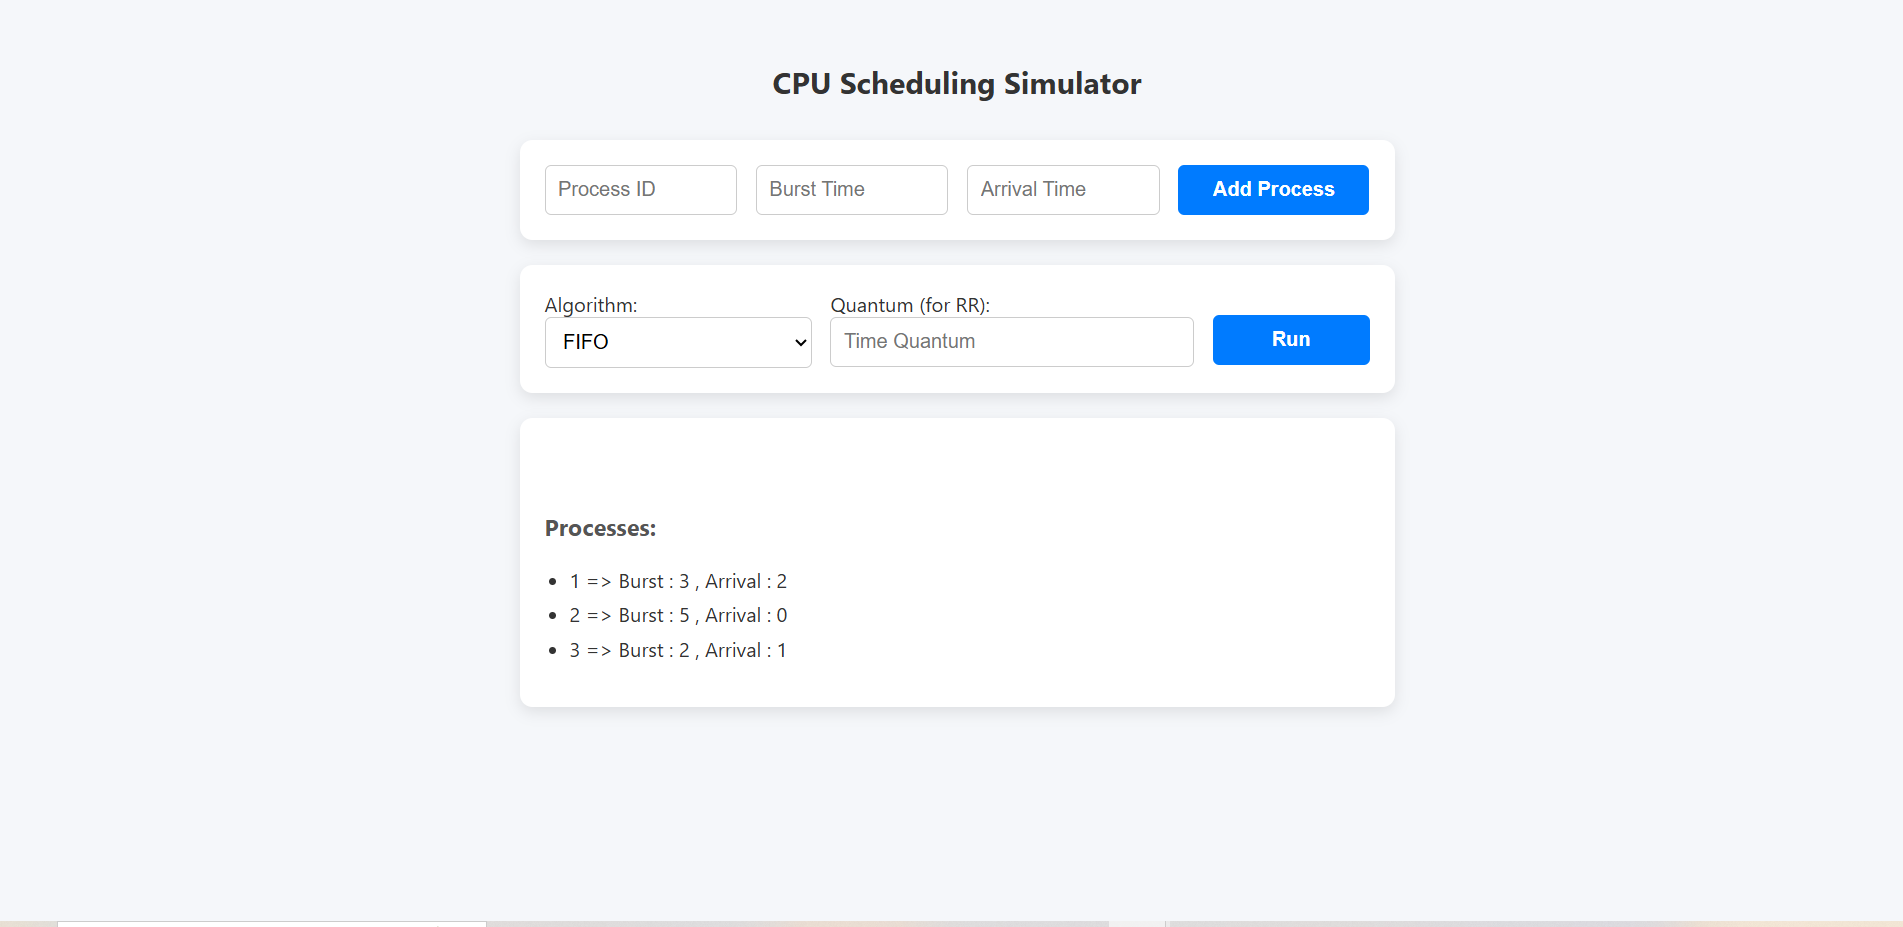 CPU Scheduling Simulator
Process ID Burst Time Arrival Time Add Process
Algorithm: Quantum (for RR):
FIFO Time Quantum Run
Processes:
1 => Burst : 3 , Arrival : 2
2 => Burst : 5 , Arrival : 0
3 => Burst : 2 , Arrival : 1